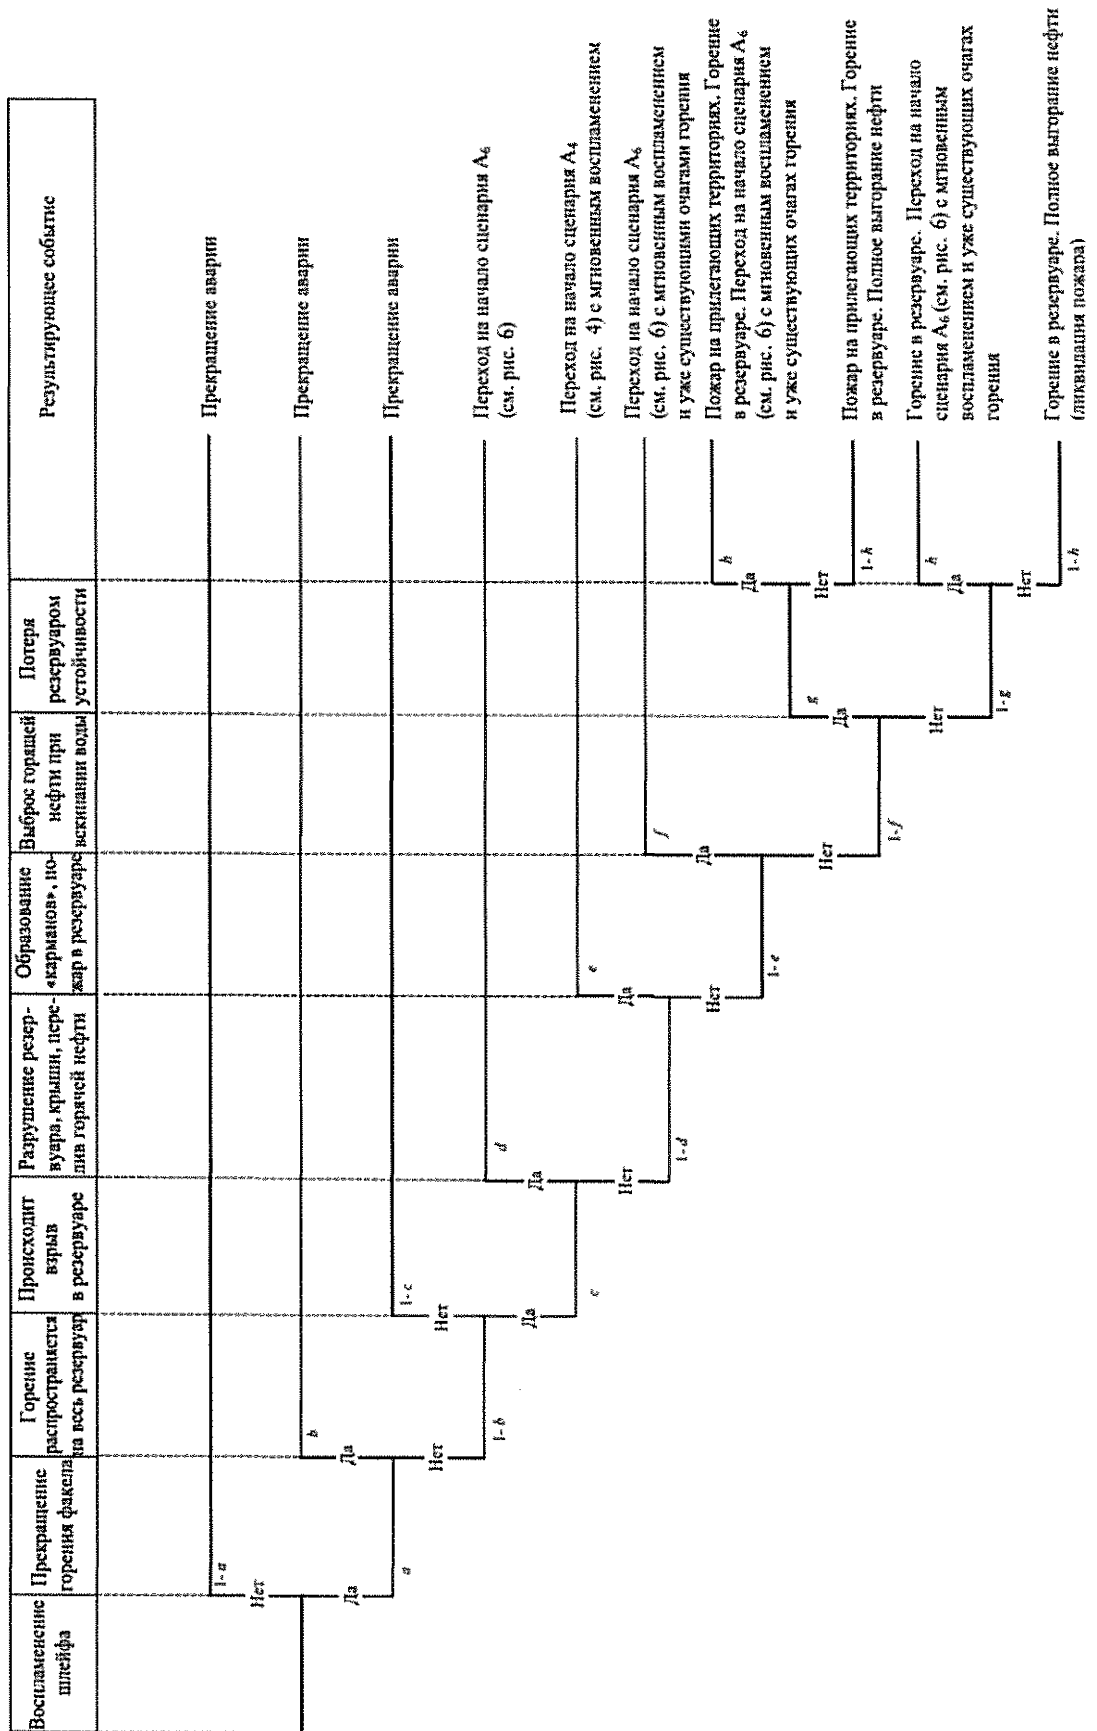 Воспламенение
шлейфа
Прекращение
горения факела
Горение
распространяется
на весь резервуар
Происходит
взрыв
в резервуаре
Разрушение резер-
вуара, крыши, пере-
лив горячей нефти
Образование
«карманов», по-
жар в резервуаре
Выброс горящей
нефти при
вскипании воды
Потеря
резервуаром
устойчивости
Результирующее событие
Нет
1- a
Прекращение аварии
Да
a
Да
b
Прекращение аварии
Нет
1- b
Нет
1- c
Прекращение аварии
Да
c
Да
d
Переход на начало сценария А6
(см. рис. 6)
Нет
1- d
Да
e
Переход на начало сценария А4
(см. рис. 4) с мгновенным воспламенением
Нет
1- e
Да
f
Переход на начало сценария А6
(см. рис. 6) с мгновенным воспламенением
и уже существующими очагами горения
Нет
1- f
Да
g
Да
h
Пожар на прилегающих территориях. Горение
в резервуаре. Переход на начало сценария А6
(см. рис. 6) с мгновенным воспламенением
и уже существующих очагах горения
Нет
1- h
Пожар на прилегающих территориях. Горение
в резервуаре. Полное выгорание нефти
Нет
1- g
Да
h
Горение в резервуаре. Переход на начало
сценария А6 (см. рис. 6) с мгновенным
воспламенением и уже существующих очагах
горения
Нет
1- h
Горение в резервуаре. Полное выгорание нефти
(ликвидация пожара)